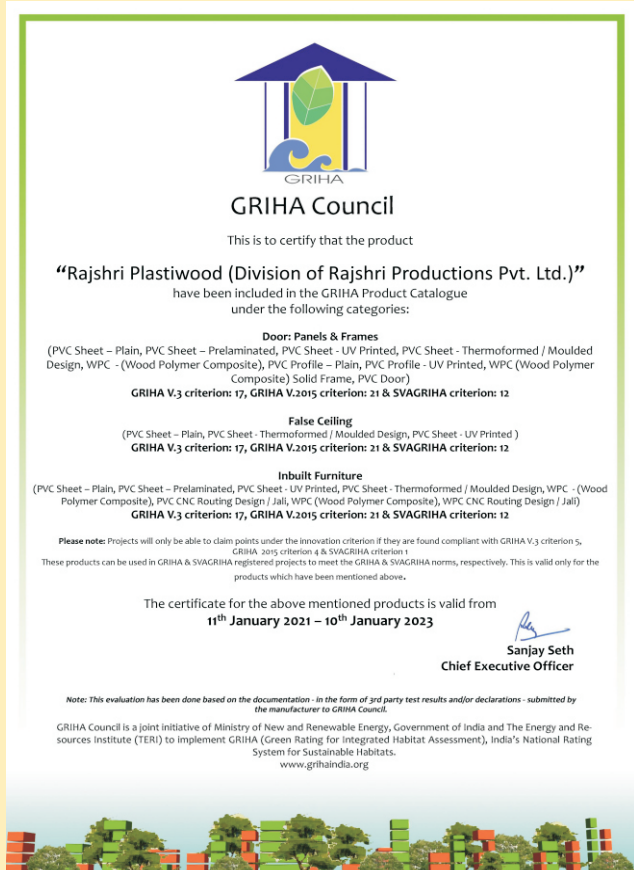 GRIHA
GRIHA Council
This is to certify that the product
“Rajshri Plastiwood (Division of Rajshri Productions Pvt. Ltd.)”
have been included in the GRIHA Product Catalogue
under the following categories:
Door: Panels & Frames
(PVC Sheet – Plain, PVC Sheet – Prelaminated, PVC Sheet - UV Printed, PVC Sheet - Thermoformed / Moulded
Design, WPC - (Wood Polymer Composite), PVC Profile – Plain, PVC Profile - UV Printed, WPC (Wood Polymer
Composite) Solid Frame, PVC Door)
GRIHA V.3 criterion: 17, GRIHA V.2015 criterion: 21 & SVAGRIHA criterion: 12
False Ceiling
(PVC Sheet – Plain, PVC Sheet - Thermoformed / Moulded Design, PVC Sheet - UV Printed )
GRIHA V.3 criterion: 17, GRIHA V.2015 criterion: 21 & SVAGRIHA criterion: 12
Inbuilt Furniture
(PVC Sheet – Plain, PVC Sheet – Prelaminated, PVC Sheet - UV Printed, PVC Sheet - Thermoformed / Moulded Design, WPC - (Wood
Polymer Composite), PVC CNC Routing Design / Jali, WPC (Wood Polymer Composite), WPC CNC Routing Design / Jali)
GRIHA V.3 criterion: 17, GRIHA V.2015 criterion: 21 & SVAGRIHA criterion: 12
Please note: Projects will only be able to claim points under the innovation criterion if they are found compliant with GRIHA V.3 criterion 5,
GRIHA 2015 criterion 4 & SVAGRIHA criterion 1
These products can be used in GRIHA & SVAGRIHA registered projects to meet the GRIHA & SVAGRIHA norms, respectively. This is valid only for the
products which have been mentioned above.
The certificate for the above mentioned products is valid from
11th January 2021 – 10th January 2023
Sanjay Seth
Chief Executive Officer
Note: This evaluation has been done based on the documentation - in the form of 3rd party test results and/or declarations - submitted by
the manufacturer to GRIHA Council.
GRIHA Council is a joint initiative of Ministry of New and Renewable Energy, Government of India and The Energy and Re-
sources Institute (TERI) to implement GRIHA (Green Rating for Integrated Habitat Assessment), India's National Rating
System for Sustainable Habitats.
www.grihaindia.org